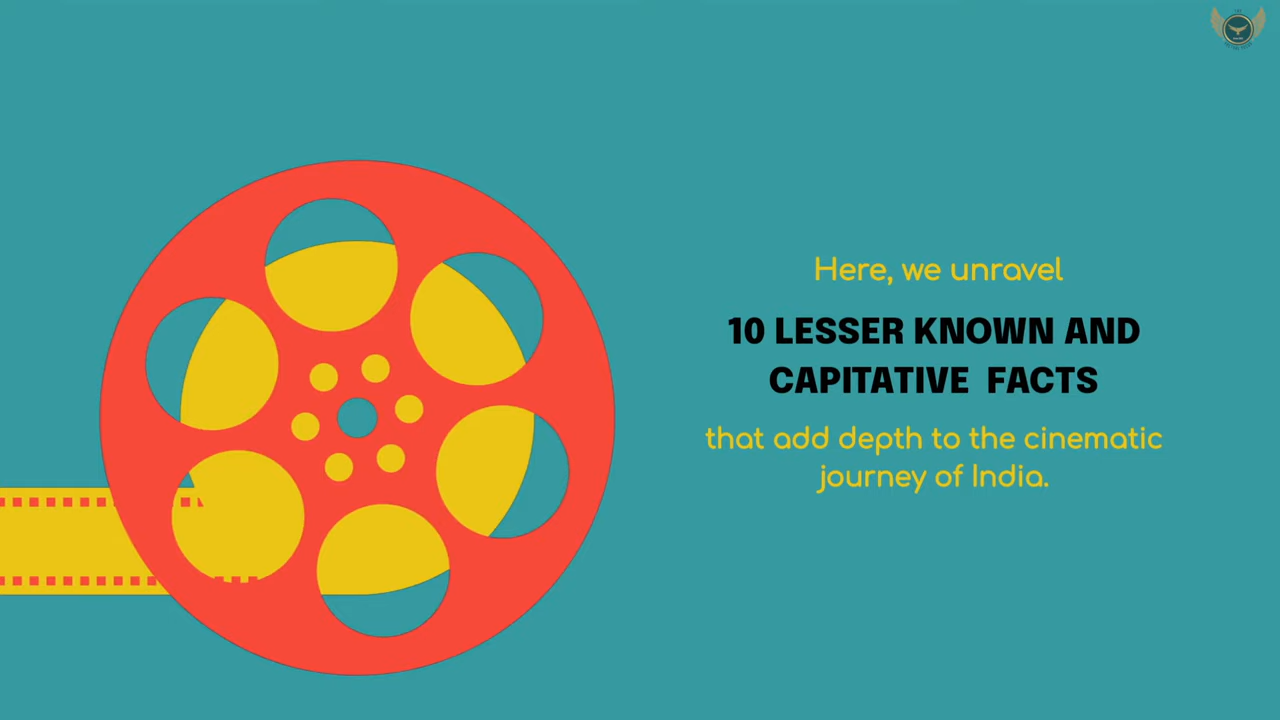 Here, we unravel
10 LESSER KNOWN AND
CAPITATIVE FACTS
that add depth to the cinematic
journey of India.